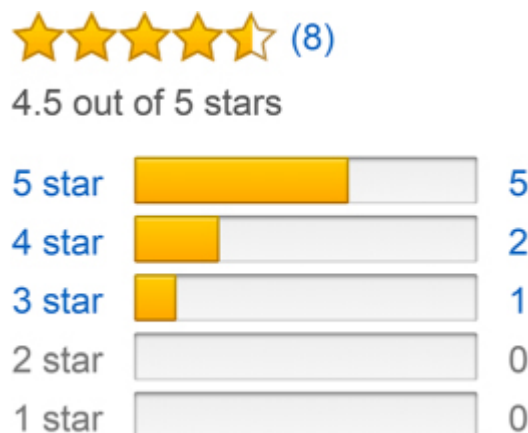 (8)
4.5 out of 5 stars
5 star 5
4 star 2
3 star 1
2 star 0
1 star 0